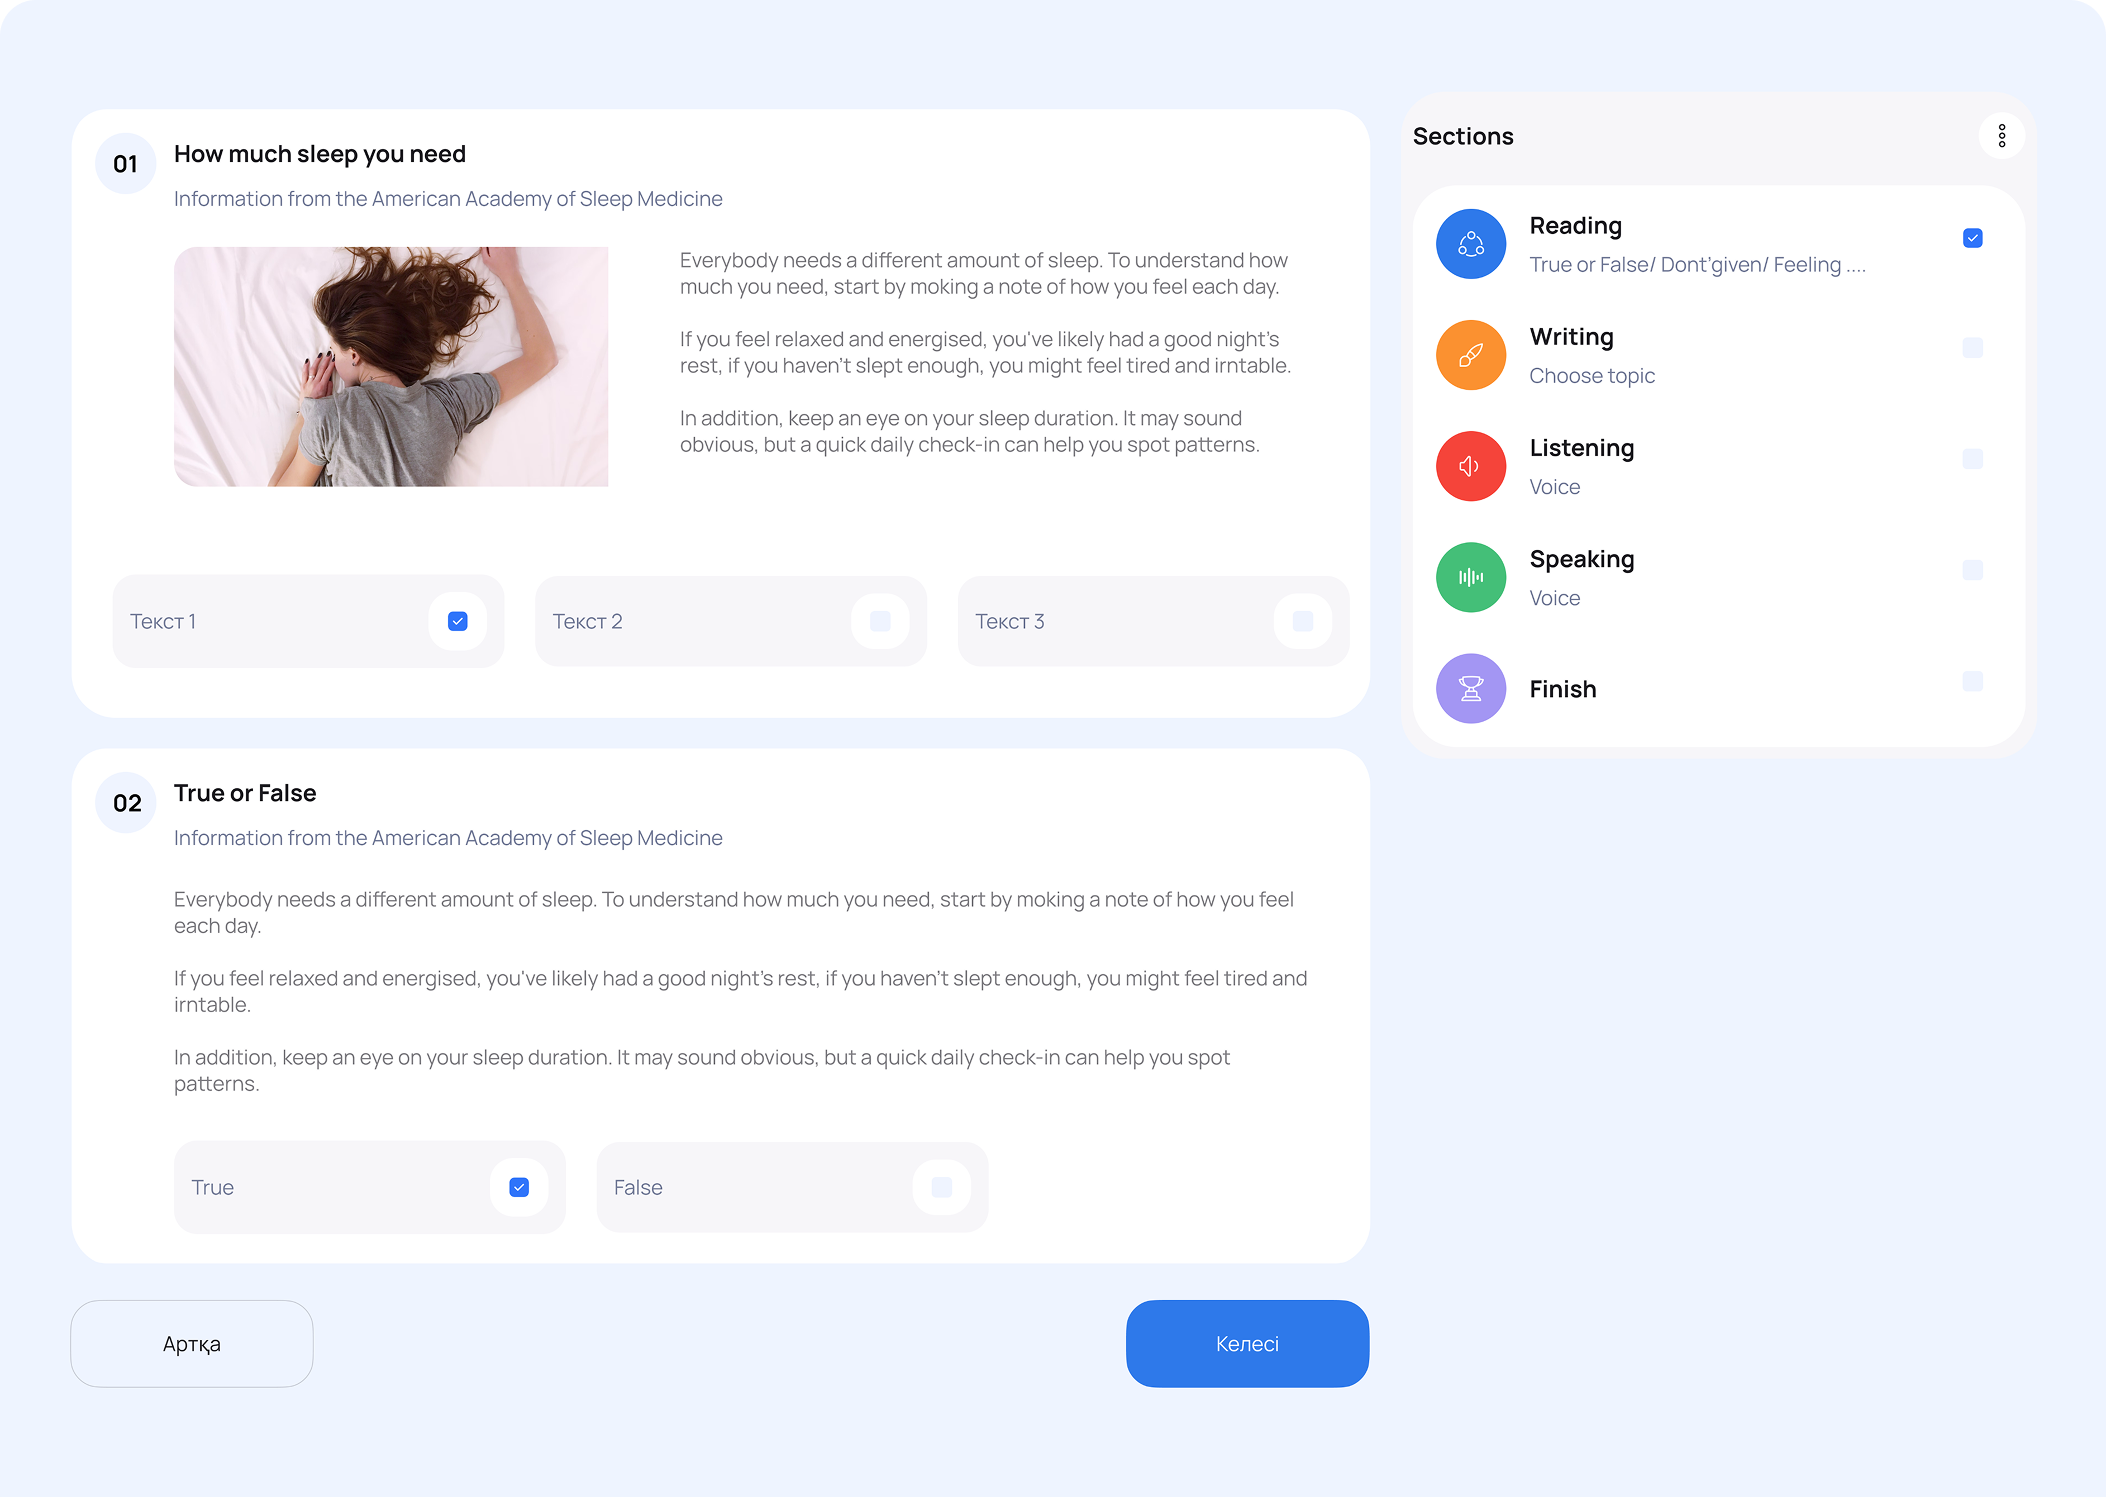 01
How much sleep you need
Information from the American Academy of Sleep Medicine
Everybody needs a different amount of sleep. To understand how
much you need, start by moking a note of how you feel each day.
If you feel relaxed and energised, you've likely had a good night's
rest, if you haven't slept enough, you might feel tired and irntable.
In addition, keep an eye on your sleep duration. It may sound
obvious, but a quick daily check-in can help you spot patterns.
Текст 1
Текст 2
Текст 3
02
True or False
Information from the American Academy of Sleep Medicine
Everybody needs a different amount of sleep. To understand how much you need, start by moking a note of how you feel
each day.
If you feel relaxed and energised, you've likely had a good night's rest, if you haven't slept enough, you might feel tired and
irntable.
In addition, keep an eye on your sleep duration. It may sound obvious, but a quick daily check-in can help you spot
patterns.
True
False
Артқа
Келесі
Sections
Reading
True or False/ Dont'given/ Feeling ....
Writing
Choose topic
Listening
Voice
Speaking
Voice
Finish